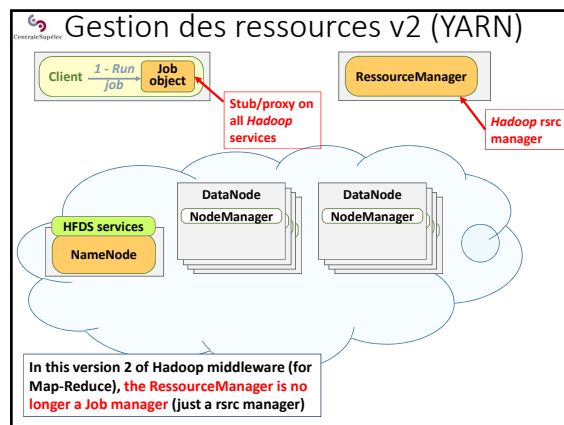 CentraleSupélec
Gestion des ressources v2 (YARN)
Client
1 - Run
job
Job
object
Stub/proxy on
all Hadoop
services
RessourceManager
Hadoop rsrc
manager
DataNode
NodeManager
DataNode
NodeManager
HFDS services
NameNode
In this version 2 of Hadoop middleware (for
Map-Reduce), the RessourceManager is no
longer a Job manager (just a rsrc manager)